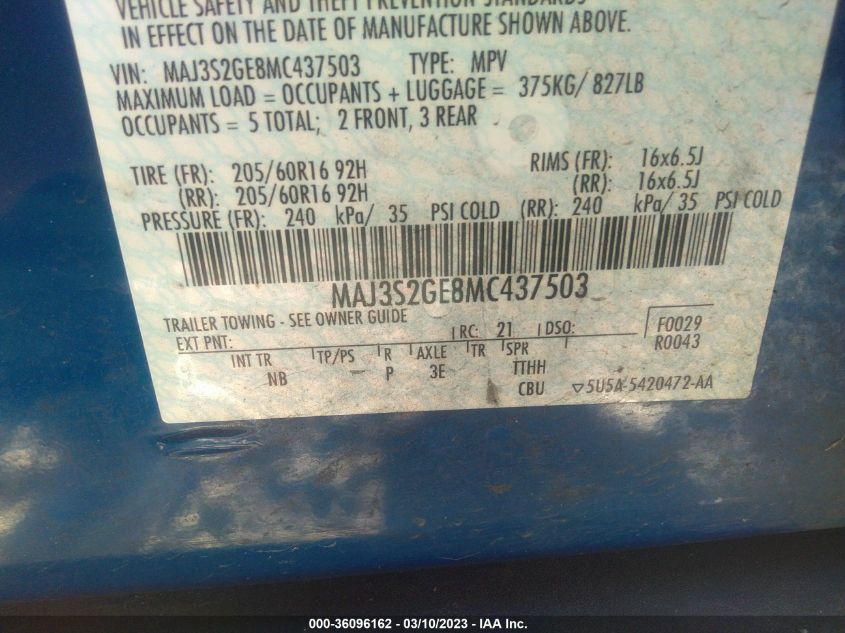 VEHICLE SAFETY AND THEFT PREVENTION STANDARDS
IN EFFECT ON THE DATE OF MANUFACTURE SHOWN ABOVE.
VIN: MAJ3S2GE8MC437503 TYPE: MPV
MAXIMUM LOAD = OCCUPANTS + LUGGAGE = 375KG/ 827LB
OCCUPANTS = 5 TOTAL; 2 FRONT, 3 REAR
TIRE (FR): 205/60R16 92H RIMS (FR): 16x6.5J
(RR): 205/60R16 92H (RR): 16x6.5J
PRESSURE (FR): 240 kPa/ 35 PSI COLD (RR): 240 kPa/ 35 PSI COLD
MAJ3S2GE8MC437503
TRAILER TOWING - SEE OWNER GUIDE
EXT PNT: RC: 21 DSO: F0029
R0043
INT TR TP/PS R AXLE TR SPR
NB P 3E TTHH
CBU ▽5U5A-5420472-AA
000-36096162 — 03/10/2023 — IAA Inc.